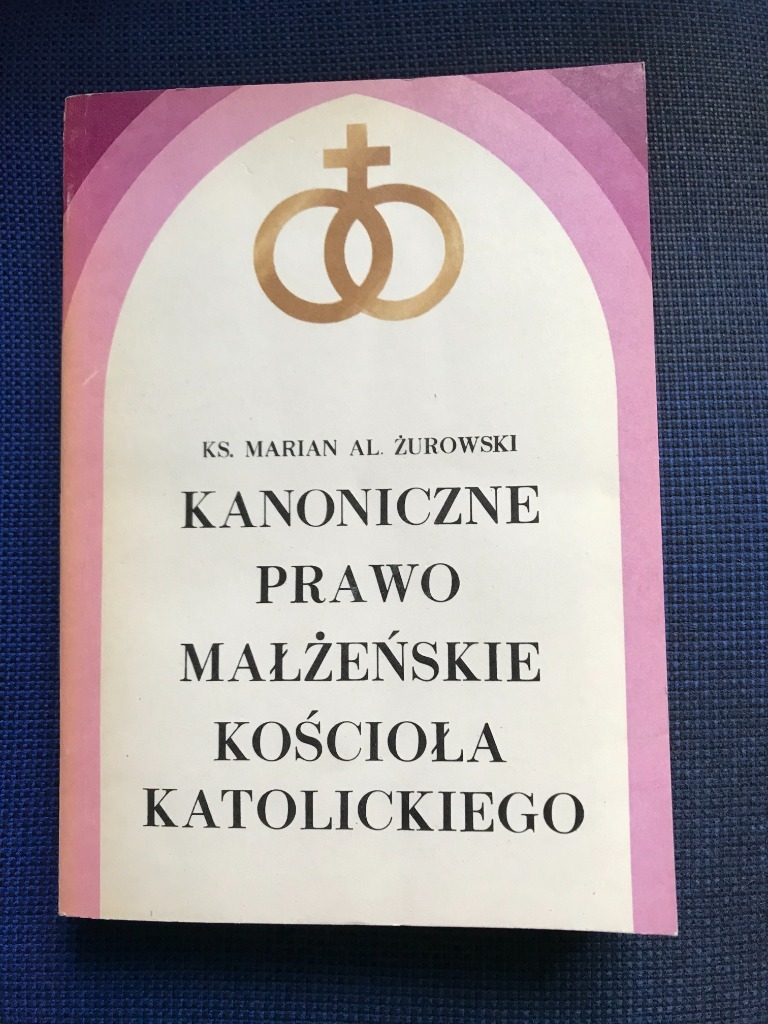 KS. MARIAN AL. ŻUROWSKI
KANONICZNE
PRAWO
MAŁŻEŃSKIE
KOŚCIOŁA
KATOLICKIEGO